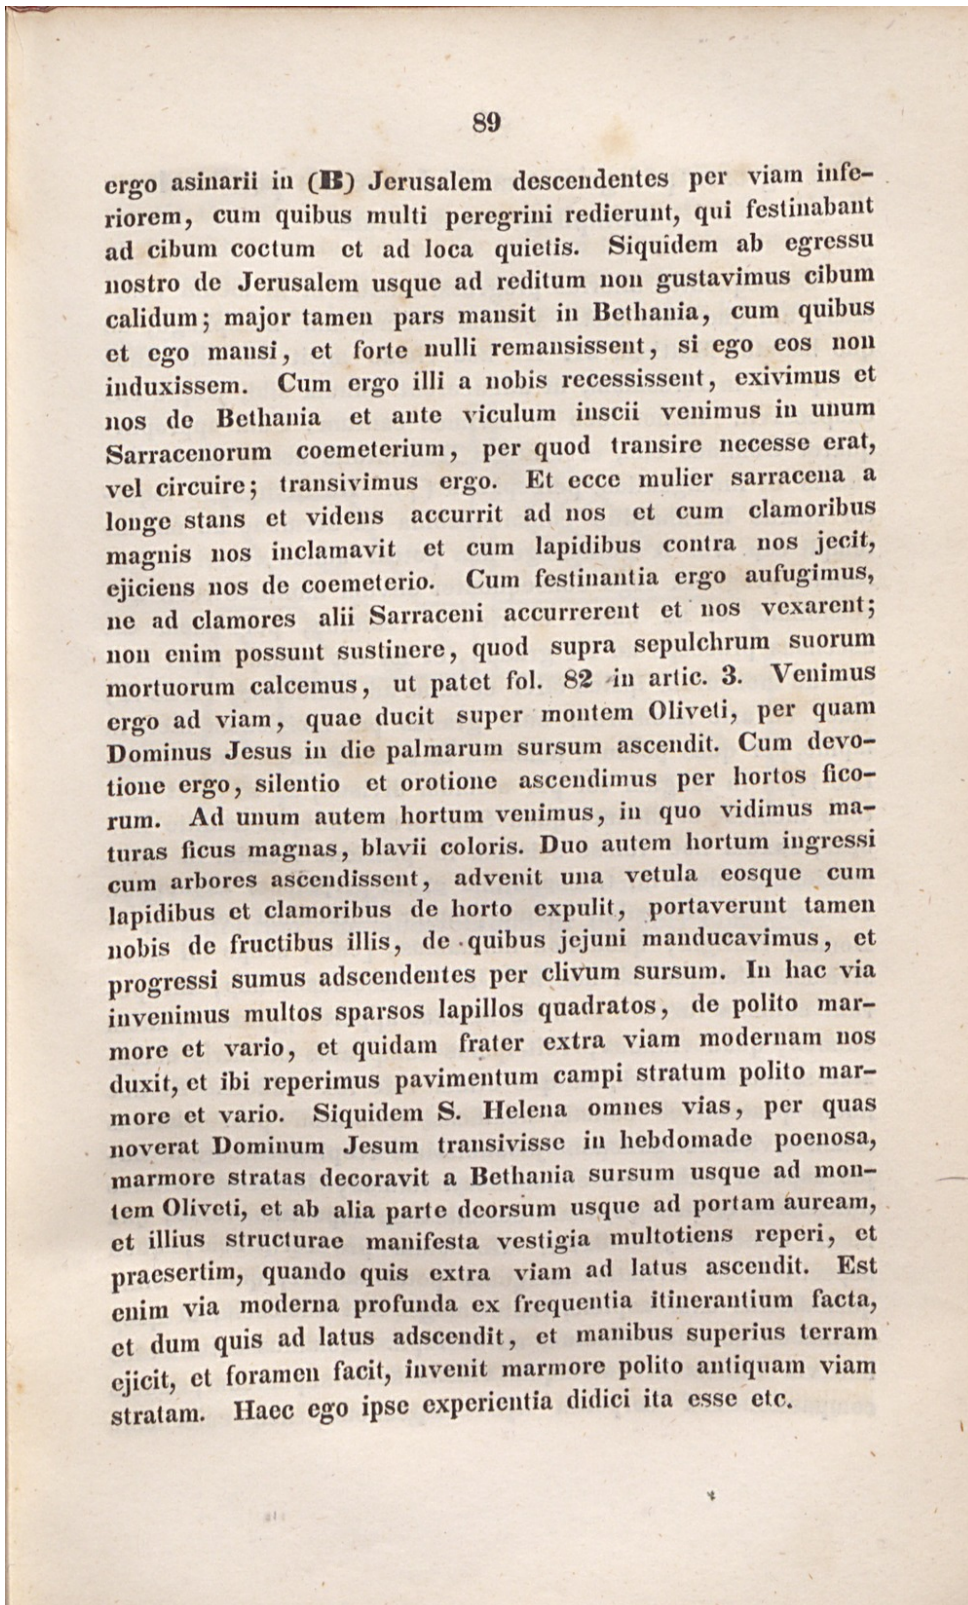 89
ergo asinarii in (B) Jerusalem descendentes per viam infe-
riorem, cum quibus multi peregrini redierunt, qui festinabant
ad cibum coctum et ad loca quietis. Siquidem ab egressu
nostro de Jerusalem usque ad reditum non gustavimus cibum
calidum; major tamen pars mansit in Bethania, cum quibus
et ego mansi, et forte nulli remansissent, si ego eos non
induxissem. Cum ergo illi a nobis recessissent, exivimus et
nos de Bethania et ante viculum inscii venimus in unum
Sarracenorum coemeterium, per quod transire necesse erat,
vel circuire; transivimus ergo. Et ecce mulier sarracena a
longe stans et videns accurrit ad nos et cum clamoribus
magnis nos inclamavit et cum lapidibus contra nos jecit,
ejiciens nos de coemeterio. Cum festinantia ergo aufugimus,
ne ad clamores alii Sarraceni accurrerent et nos vexarent;
non enim possunt sustinere, quod supra sepulchrum suorum
mortuorum calcemus, ut patet fol. 82 in artic. 3. Venimus
ergo ad viam, quae ducit super montem Oliveti, per quam
Dominus Jesus in die palmarum sursum ascendit. Cum devo-
tione ergo, silentio et orotione ascendimus per hortos fico-
rum. Ad unum autem hortum venimus, in quo vidimus ma-
turas ficus magnas, blavii coloris. Duo autem hortum ingressi
cum arbores ascendissent, advenit una vetula eosque cum
lapidibus et clamoribus de horto expulit, portaverunt tamen
nobis de fructibus illis, de quibus jejuni manducavimus, et
progressi sumus adscendentes per clivum sursum. In hac via
invenimus multos sparsos lapillos quadratos, de polito mar-
more et vario, et quidam frater extra viam modernam nos
duxit, et ibi reperimus pavimentum campi stratum polito mar-
more et vario. Siquidem S. Helena omnes vias, per quas
noverat Dominum Jesum transivisse in hebdomade poenosa,
marmore stratas decoravit a Bethania sursum usque ad mon-
tem Oliveti, et ab alia parte deorsum usque ad portam auream,
et illius structurae manifesta vestigia multotiens reperi, et
praesertim, quando quis extra viam ad latus ascendit. Est
enim via moderna profunda ex frequentia itinerantium facta,
et dum quis ad latus adscendit, et manibus superius terram
ejicit, et foramen facit, invenit marmore polito antiquam viam
stratam. Haec ego ipse experientia didici ita esse etc.